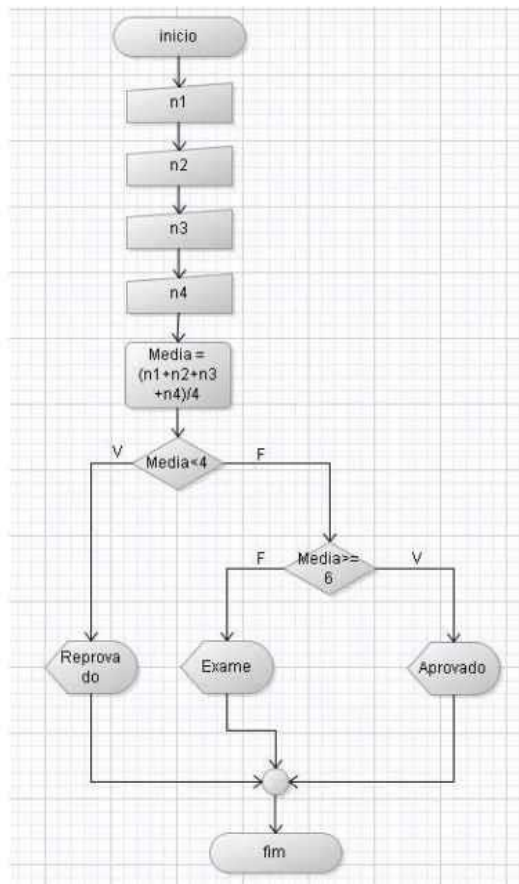 inicio
n1
n2
n3
n4
Media =
(n1+n2+n3
+n4)/4
V
Media<4
F
F
Media>=
6
V
Reprova
do
Exame
Aprovado
fim